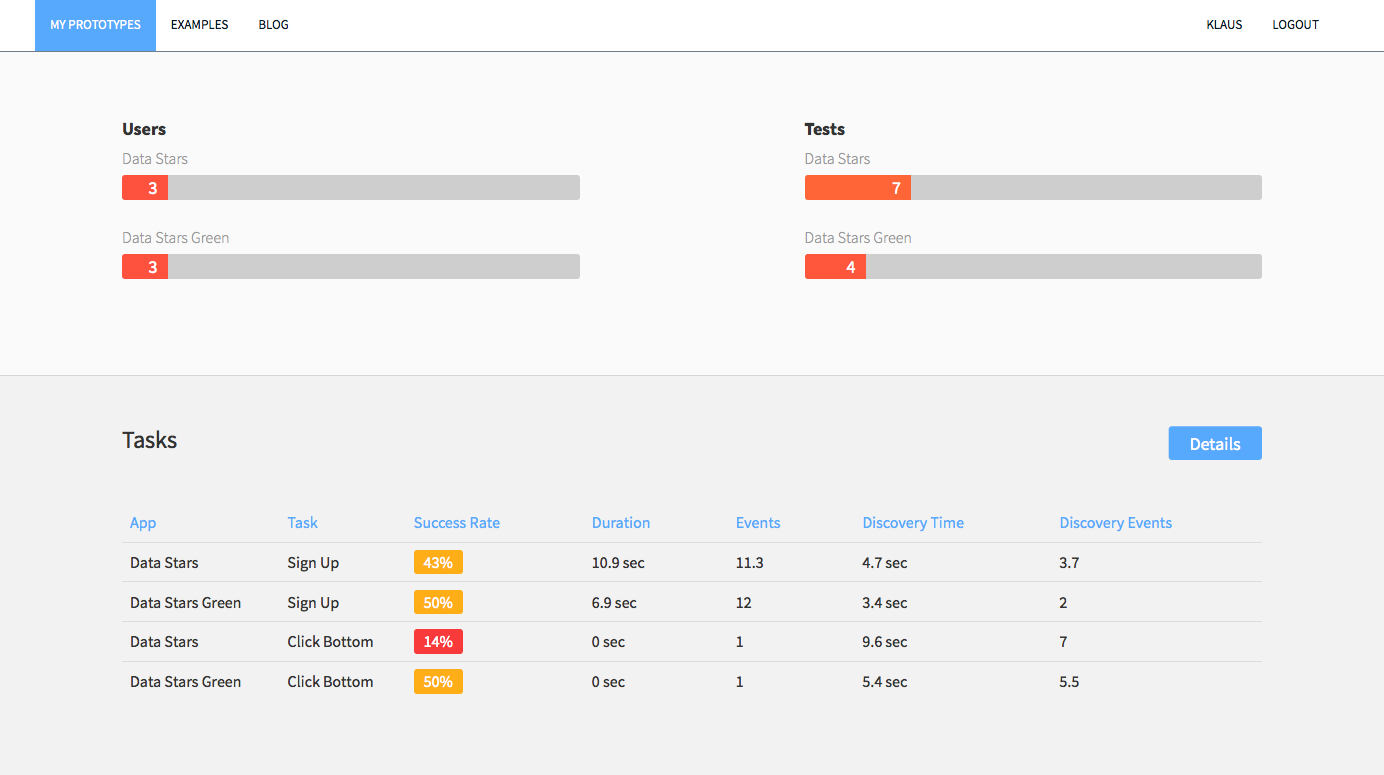 MY PROTOTYPES EXAMPLES BLOG KLAUS LOGOUT
Users
Data Stars
3
Data Stars Green
3
Tests
Data Stars
7
Data Stars Green
4
Tasks
Details
App Task Success Rate Duration Events Discovery Time Discovery Events
Data Stars Sign Up 43% 10.9 sec 11.3 4.7 sec 3.7
Data Stars Green Sign Up 50% 6.9 sec 12 3.4 sec 2
Data Stars Click Bottom 14% 0 sec 1 9.6 sec 7
Data Stars Green Click Bottom 50% 0 sec 1 5.4 sec 5.5